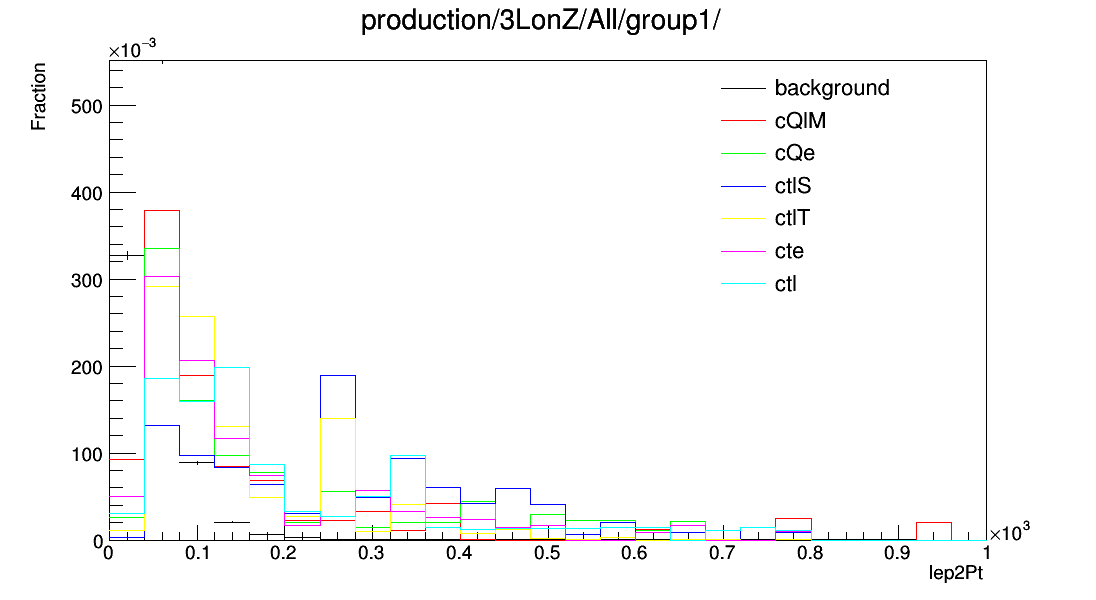 production/3LonZ/All/group1/
×10⁻³
Fraction
500
400
300
200
100
0
background
cQlM
cQe
ctlS
ctlT
cte
ctl
0 0.1 0.2 0.3 0.4 0.5 0.6 0.7 0.8 0.9 1
×10³
lep2Pt